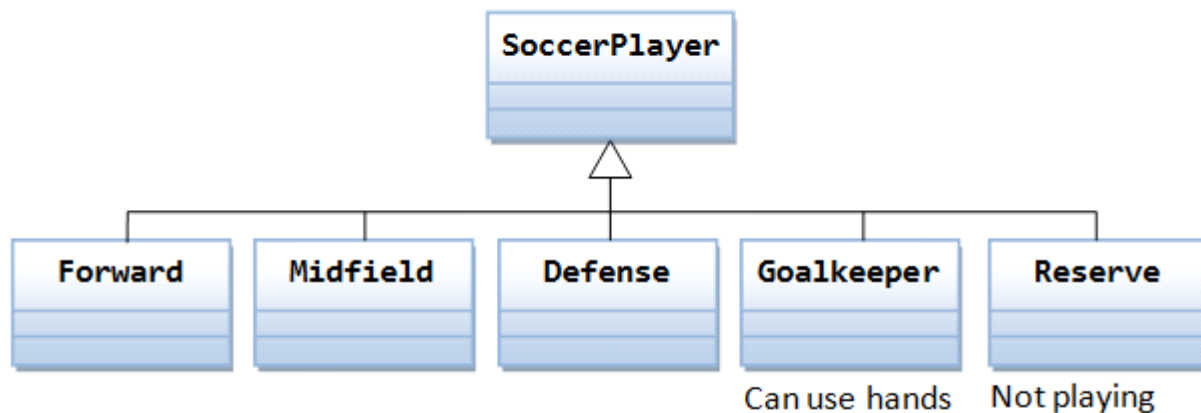 SoccerPlayer
Forward
Midfield
Defense
Goalkeeper
Reserve
Can use hands
Not playing